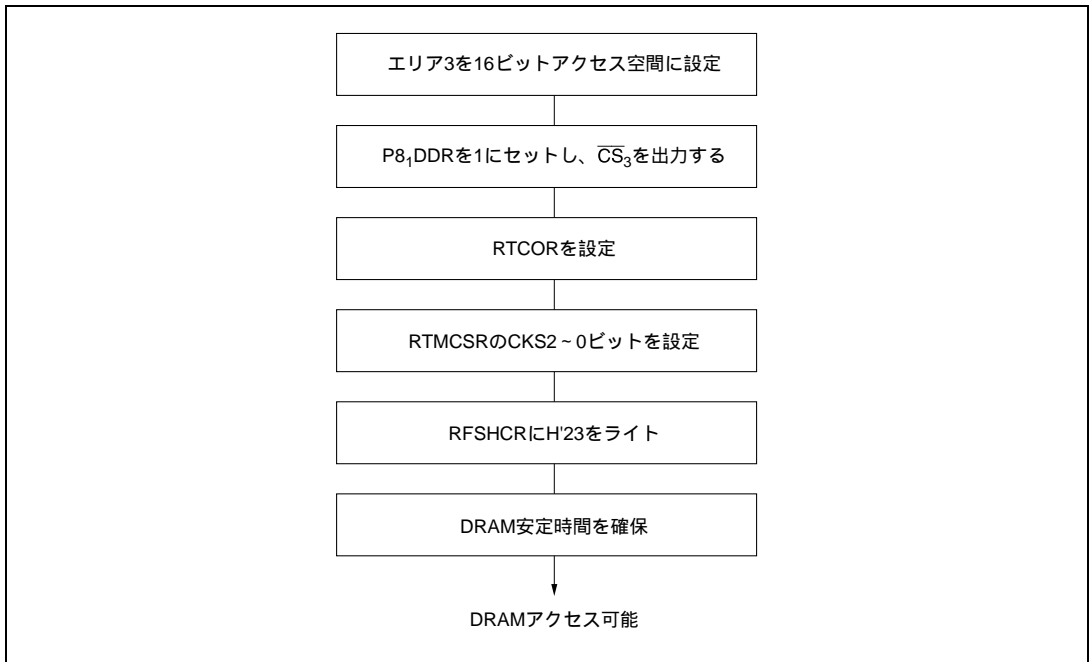 エリア3を16ビットアクセス空間に設定
P8₁DDRを1にセットし、C̅S̅₃を出力する
RTCORを設定
RTMCSRのCKS2～0ビットを設定
RFSHCRにH'23をライト
DRAM安定時間を確保
DRAMアクセス可能